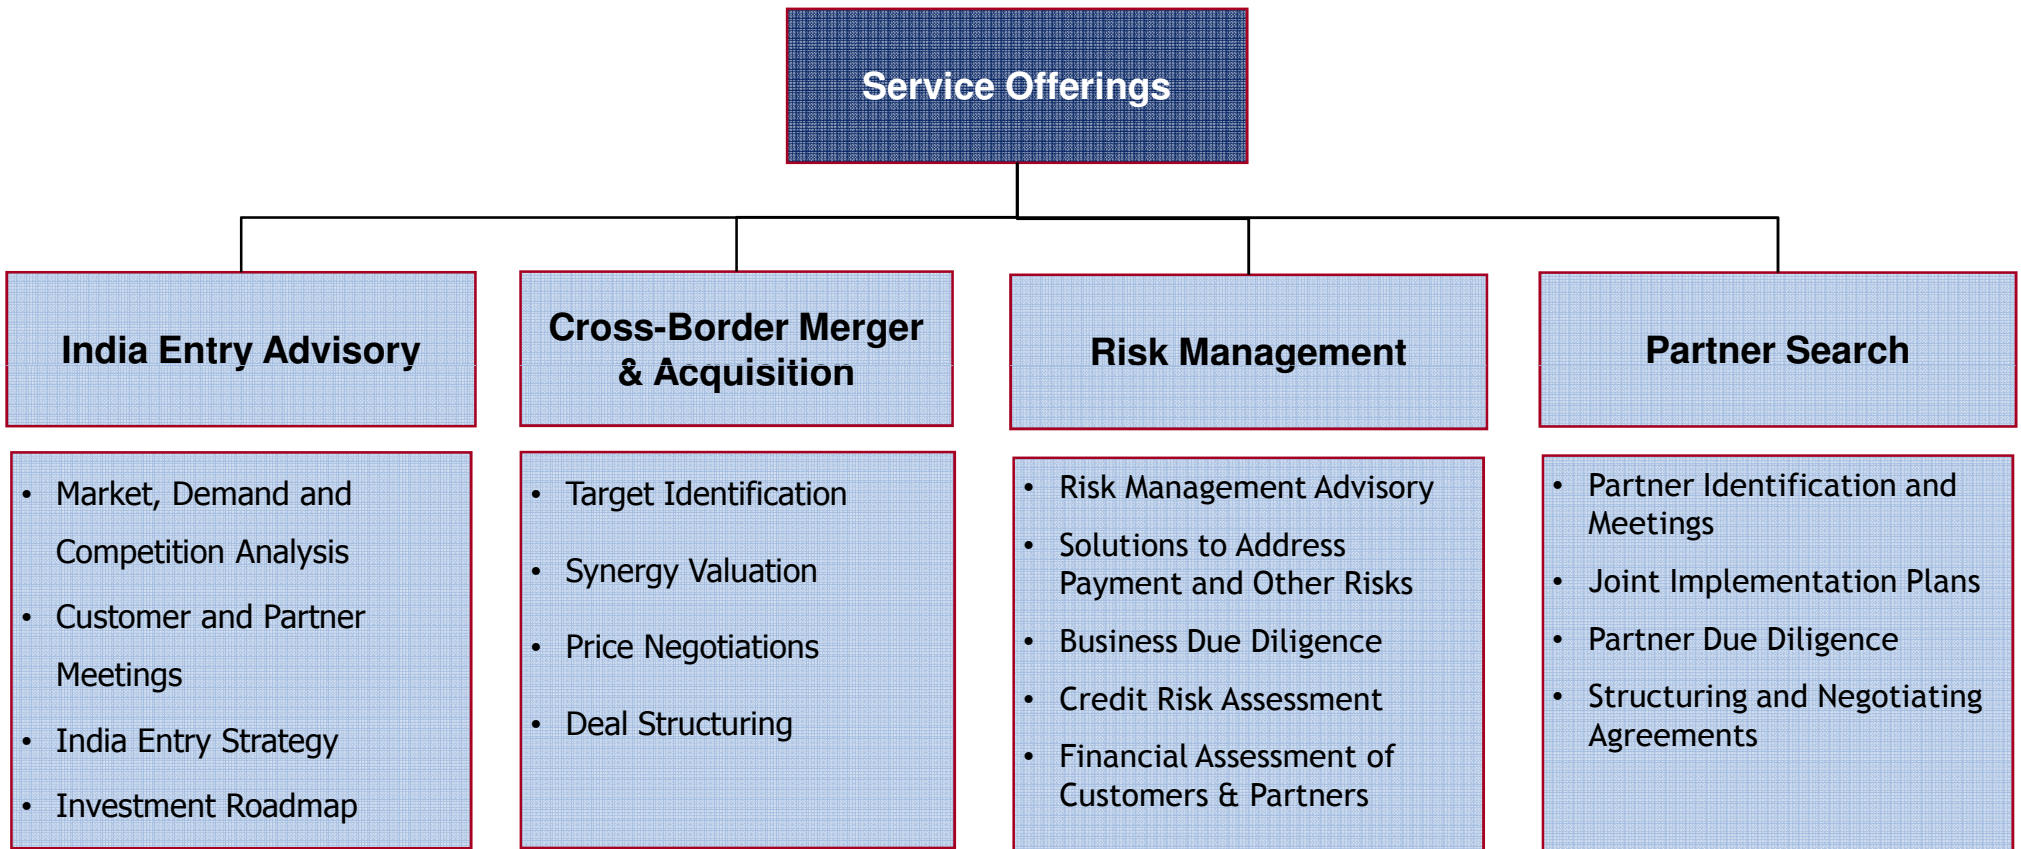 Service Offerings
India Entry Advisory
Cross-Border Merger
& Acquisition
Risk Management
Partner Search
• Market, Demand and
Competition Analysis
• Customer and Partner
Meetings
• India Entry Strategy
• Investment Roadmap
• Target Identification
• Synergy Valuation
• Price Negotiations
• Deal Structuring
• Risk Management Advisory
• Solutions to Address
Payment and Other Risks
• Business Due Diligence
• Credit Risk Assessment
• Financial Assessment of
Customers & Partners
• Partner Identification and
Meetings
• Joint Implementation Plans
• Partner Due Diligence
• Structuring and Negotiating
Agreements